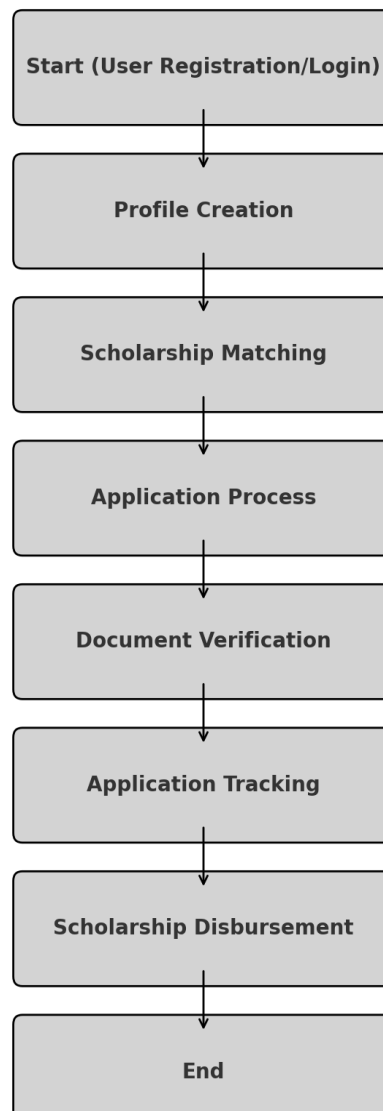 Start (User Registration/Login)
Profile Creation
Scholarship Matching
Application Process
Document Verification
Application Tracking
Scholarship Disbursement
End